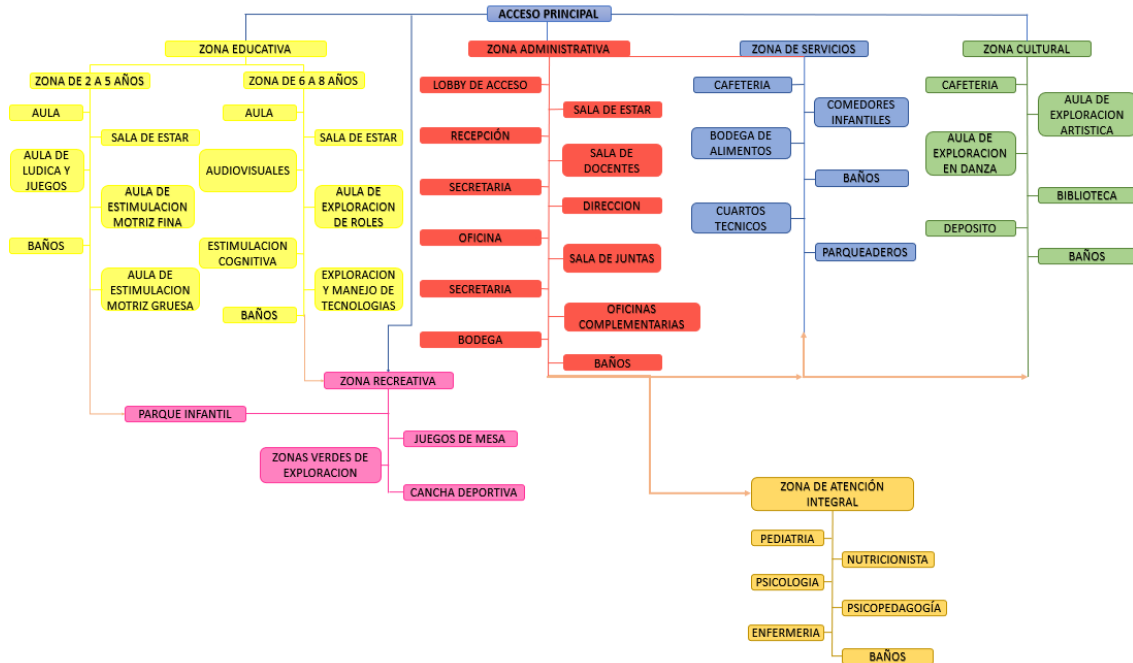 ACCESO PRINCIPAL
ZONA EDUCATIVA
ZONA DE 2 A 5 AÑOS
AULA
SALA DE ESTAR
AULA DE
LUDICA Y
JUEGOS
AULA DE
ESTIMULACION
MOTRIZ FINA
BAÑOS
AULA DE
ESTIMULACION
MOTRIZ GRUESA
ZONA DE 6 A 8 AÑOS
AULA
SALA DE ESTAR
AUDIOVISUALES
AULA DE
EXPLORACION
DE ROLES
ESTIMULACION
COGNITIVA
EXPLORACION
Y MANEJO DE
TECNOLOGIAS
BAÑOS
ZONA ADMINISTRATIVA
LOBBY DE ACCESO
SALA DE ESTAR
RECEPCIÓN
SALA DE
DOCENTES
SECRETARIA
DIRECCION
OFICINA
SALA DE JUNTAS
SECRETARIA
OFICINAS
COMPLEMENTARIAS
BODEGA
BAÑOS
ZONA DE SERVICIOS
CAFETERIA
COMEDORES
INFANTILES
BODEGA DE
ALIMENTOS
BAÑOS
CUARTOS
TECNICOS
PARQUEADEROS
ZONA CULTURAL
CAFETERIA
AULA DE
EXPLORACION
ARTISTICA
AULA DE
EXPLORACION
EN DANZA
BIBLIOTECA
DEPOSITO
BAÑOS
ZONA RECREATIVA
PARQUE INFANTIL
JUEGOS DE MESA
ZONAS VERDES DE
EXPLORACION
CANCHA DEPORTIVA
ZONA DE ATENCIÓN
INTEGRAL
PEDIATRIA
NUTRICIONISTA
PSICOLOGIA
PSICOPEDAGOGÍA
ENFERMERIA
BAÑOS